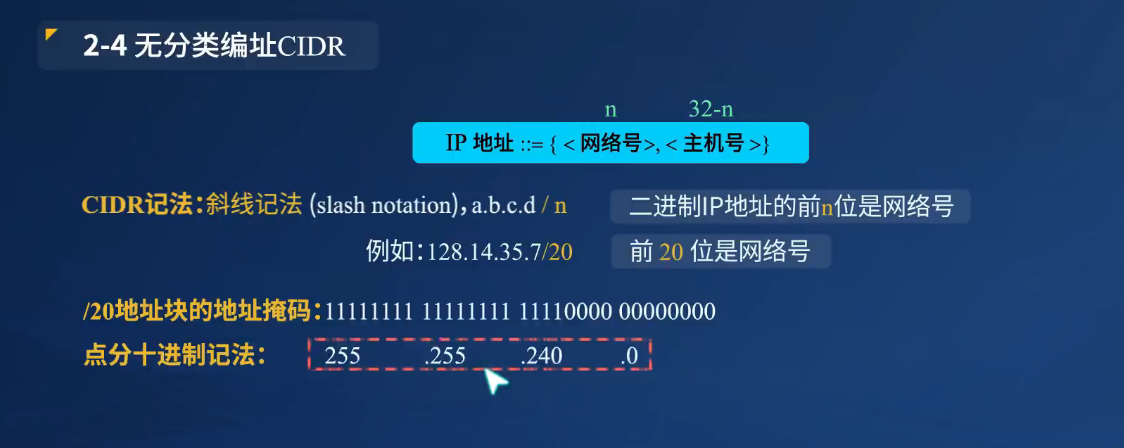 2-4 无分类编址CIDR
n 32-n
IP 地址 ::= { < 网络号>, < 主机号 >}
CIDR记法：斜线记法 (slash notation)，a.b.c.d / n 二进制IP地址的前n位是网络号
例如：128.14.35.7/20 前 20 位是网络号
/20地址块的地址掩码：11111111 11111111 11110000 00000000
点分十进制记法： 255 .255 .240 .0